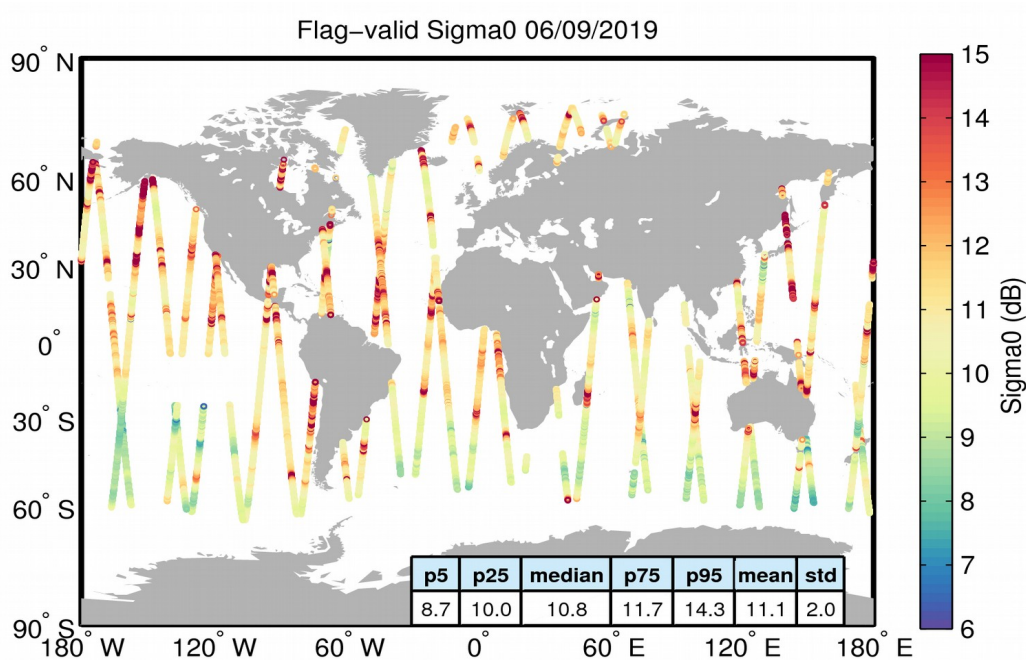 Flag−valid Sigma0 06/09/2019
90° N
60° N
30° N
0°
30° S
60° S
90° S
180° W 120° W 60° W 0° 60° E 120° E 180° E
p5 p25 median p75 p95 mean std
8.7 10.0 10.8 11.7 14.3 11.1 2.0
15
14
13
12
11
10
9
8
7
6
Sigma0 (dB)